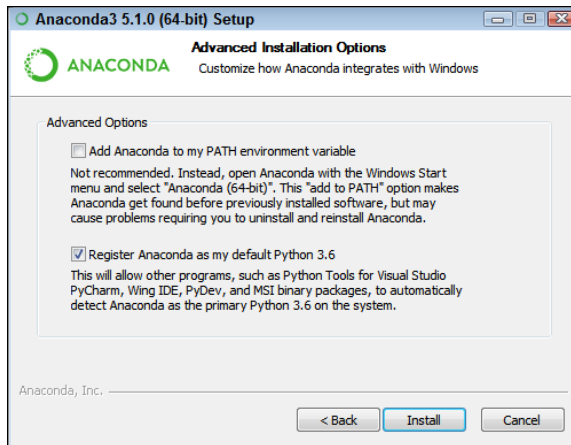 Anaconda3 5.1.0 (64-bit) Setup
Advanced Installation Options
ANACONDA
Customize how Anaconda integrates with Windows
Advanced Options
Add Anaconda to my PATH environment variable
Not recommended. Instead, open Anaconda with the Windows Start
menu and select "Anaconda (64-bit)". This "add to PATH" option makes
Anaconda get found before previously installed software, but may
cause problems requiring you to uninstall and reinstall Anaconda.
Register Anaconda as my default Python 3.6
This will allow other programs, such as Python Tools for Visual Studio
PyCharm, Wing IDE, PyDev, and MSI binary packages, to automatically
detect Anaconda as the primary Python 3.6 on the system.
Anaconda, Inc.
< Back Install Cancel